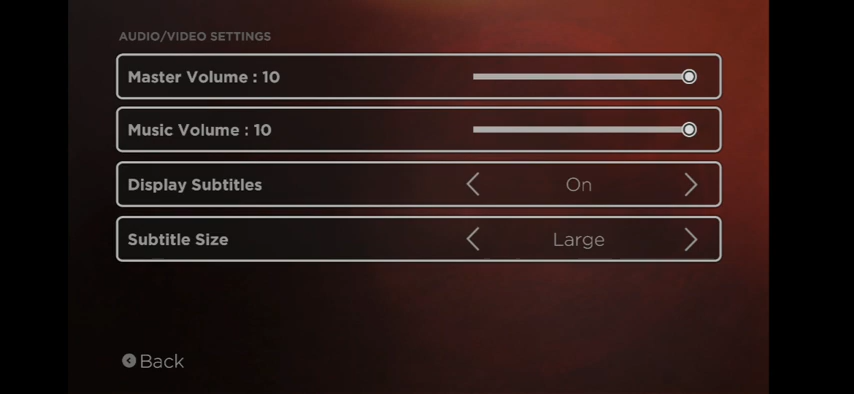 AUDIO/VIDEO SETTINGS
Master Volume : 10
Music Volume : 10
Display Subtitles On
Subtitle Size Large
Back